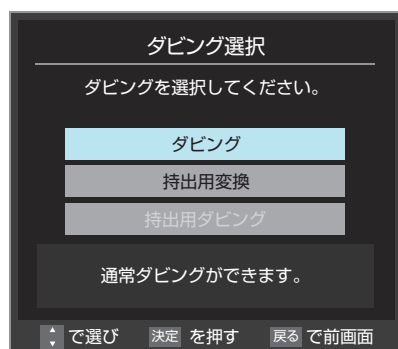 ダビング選択
ダビングを選択してください。
ダビング
持出用変換
持出用ダビング
通常ダビングができます。
で選び 決定 を押す 戻る で前画面